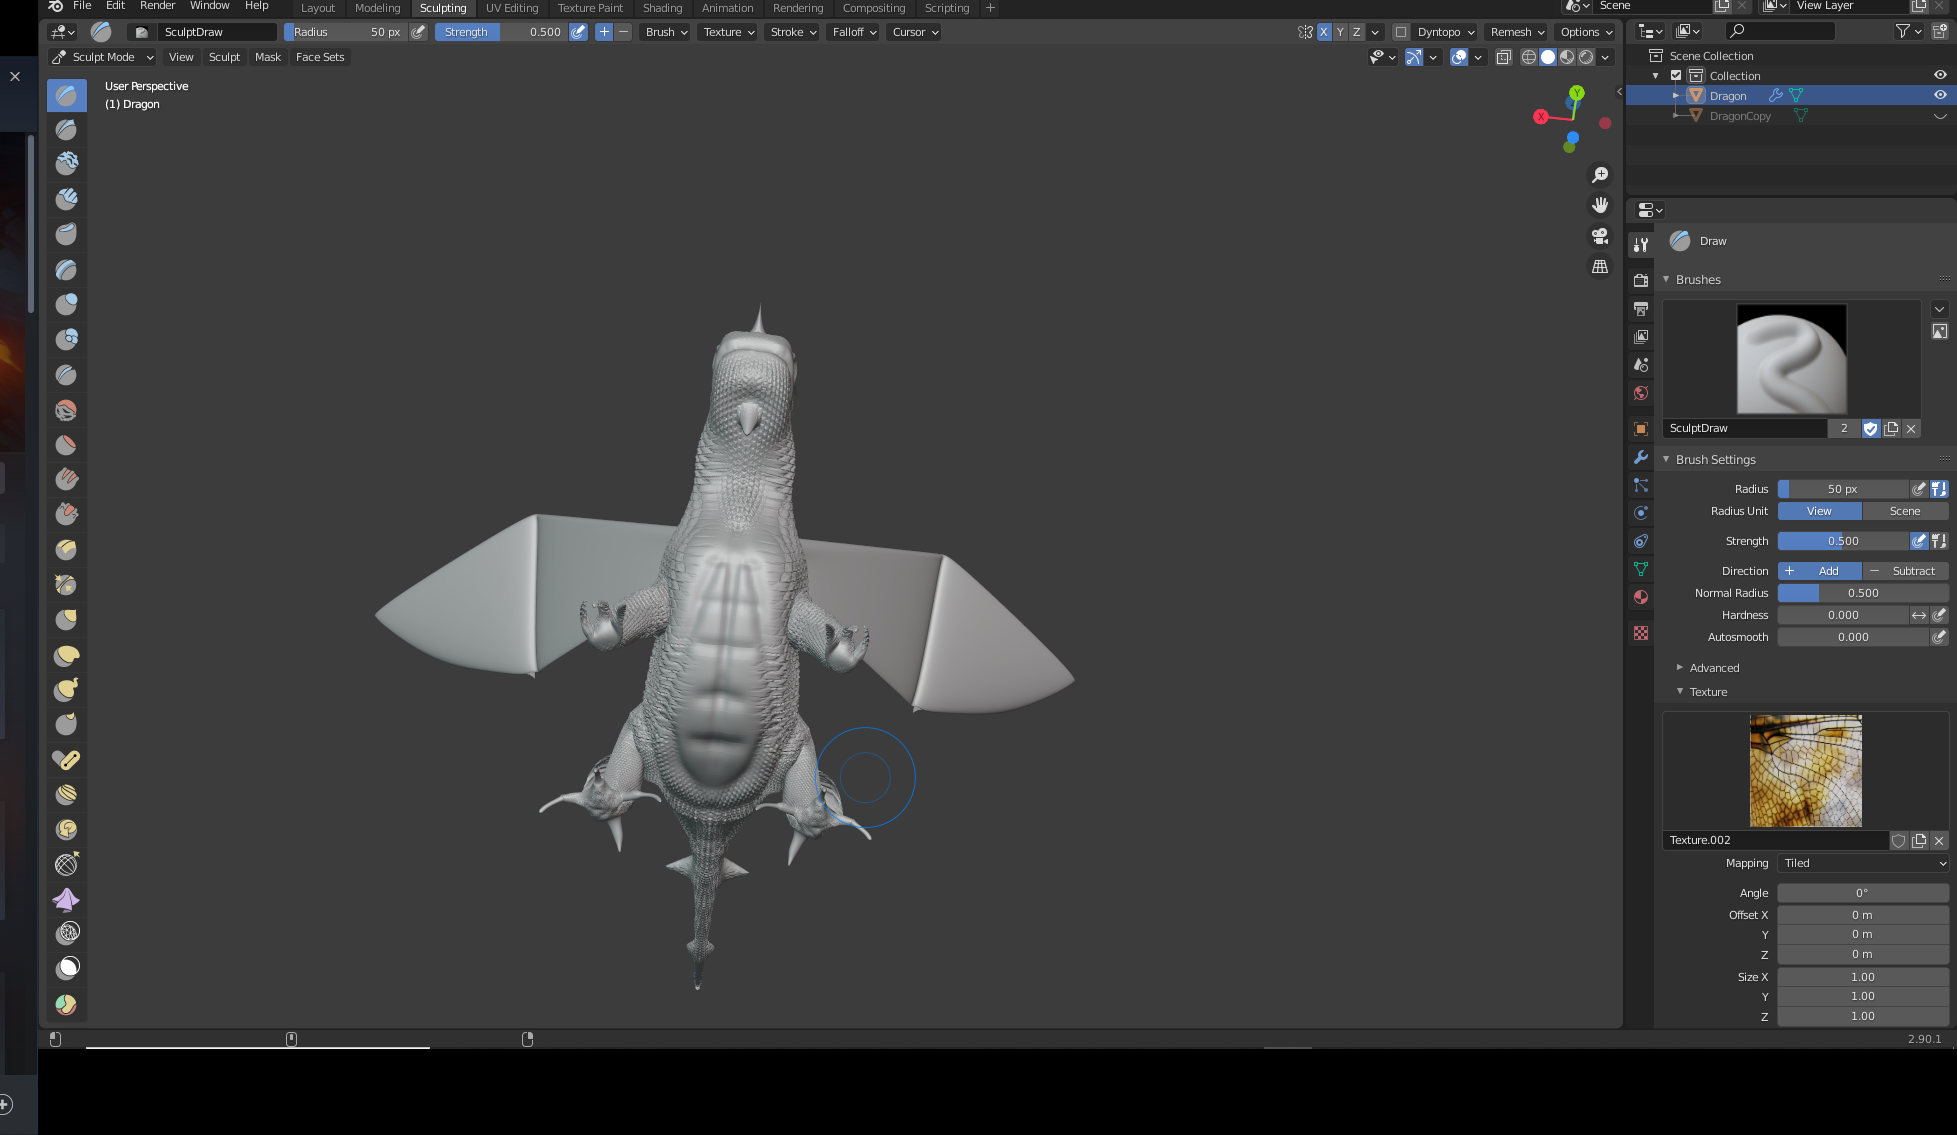 File Edit Render Window Help Layout Modeling Sculpting UV Editing Texture Paint Shading Animation Rendering Compositing Scripting + Scene View Layer
SculptDraw Radius 50 px Strength 0.500 + − Brush Texture Stroke Falloff Cursor X Y Z Dyntopo Remesh Options
Sculpt Mode View Sculpt Mask Face Sets
User Perspective
(1) Dragon
Y
X
Scene Collection
Collection
Dragon
DragonCopy
Draw
Brushes
SculptDraw 2
Brush Settings
Radius 50 px
Radius Unit View Scene
Strength 0.500
Direction + Add − Subtract
Normal Radius 0.500
Hardness 0.000
Autosmooth 0.000
Advanced
Texture
Texture.002
Mapping Tiled
Angle 0°
Offset X 0 m
Y 0 m
Z 0 m
Size X 1.00
Y 1.00
Z 1.00
2.90.1